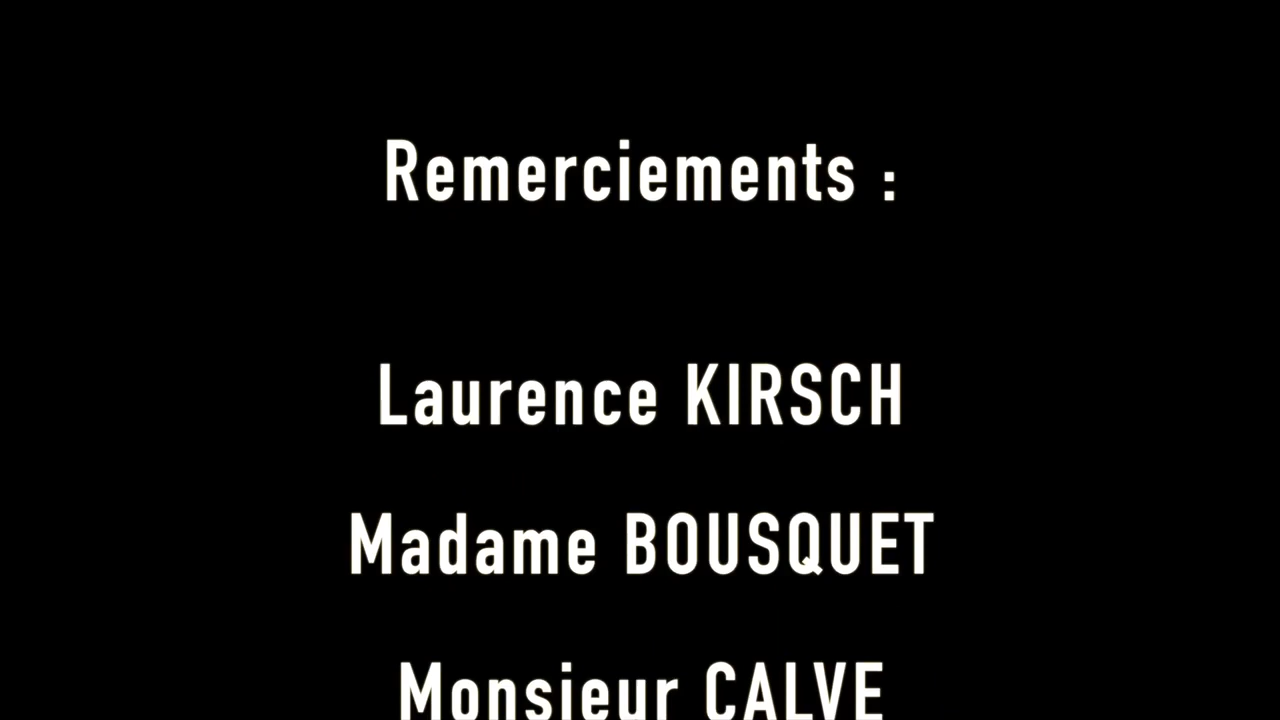 Remerciements :
Laurence KIRSCH
Madame BOUSQUET
Monsieur CALVE